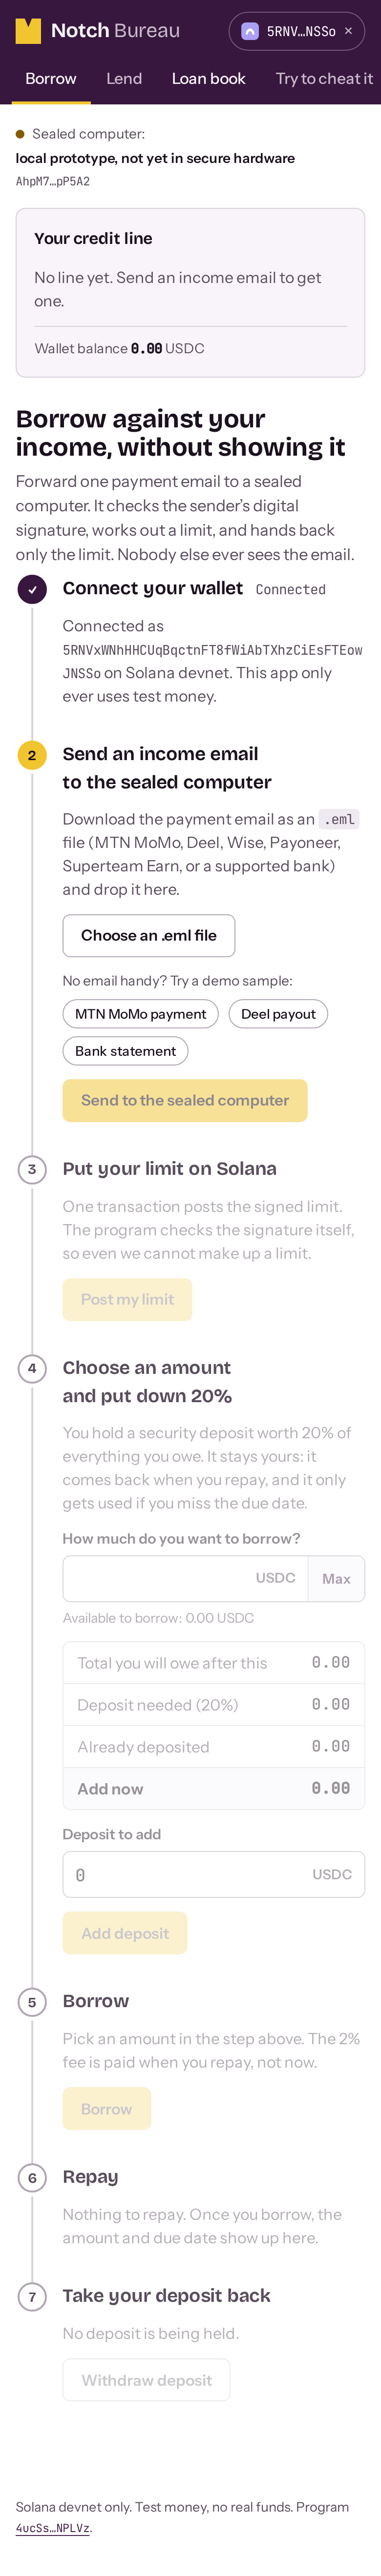 Notch Bureau
5RNV…NSSo ×
Borrow Lend Loan book Try to cheat it
Sealed computer:
local prototype, not yet in secure hardware
AhpM7…pP5A2
Your credit line
No line yet. Send an income email to get
one.
Wallet balance 0.00 USDC
Borrow against your
income, without showing it
Forward one payment email to a sealed
computer. It checks the sender’s digital
signature, works out a limit, and hands back
only the limit. Nobody else ever sees the email.
Connect your wallet Connected
Connected as
5RNVxWNhHHCUqBqctnFT8fWiAbTXhzCiEsFTEow
JNSSo on Solana devnet. This app only
ever uses test money.
2
Send an income email
to the sealed computer
Download the payment email as an .eml
file (MTN MoMo, Deel, Wise, Payoneer,
Superteam Earn, or a supported bank)
and drop it here.
Choose an .eml file
No email handy? Try a demo sample:
MTN MoMo payment Deel payout
Bank statement
Send to the sealed computer
3 Put your limit on Solana
One transaction posts the signed limit.
The program checks the signature itself,
so even we cannot make up a limit.
Post my limit
4 Choose an amount
and put down 20%
You hold a security deposit worth 20% of
everything you owe. It stays yours: it
comes back when you repay, and it only
gets used if you miss the due date.
How much do you want to borrow?
USDC Max
Available to borrow: 0.00 USDC
Total you will owe after this 0.00
Deposit needed (20%) 0.00
Already deposited 0.00
Add now 0.00
Deposit to add
0 USDC
Add deposit
5 Borrow
Pick an amount in the step above. The 2%
fee is paid when you repay, not now.
Borrow
6 Repay
Nothing to repay. Once you borrow, the
amount and due date show up here.
7 Take your deposit back
No deposit is being held.
Withdraw deposit
Solana devnet only. Test money, no real funds. Program
4ucSs…NPLVz.